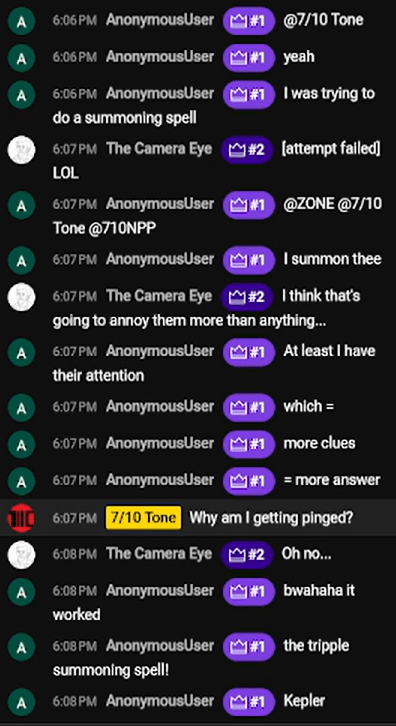 A 6:06 PM AnonymousUser #1 @7/10 Tone
A 6:06 PM AnonymousUser #1 yeah
A 6:06 PM AnonymousUser #1 I was trying to
do a summoning spell
6:07 PM The Camera Eye #2 [attempt failed]
LOL
A 6:07 PM AnonymousUser #1 @ZONE @7/10
Tone @710NPP
A 6:07 PM AnonymousUser #1 I summon thee
6:07 PM The Camera Eye #2 I think that's
going to annoy them more than anything...
A 6:07 PM AnonymousUser #1 At least I have
their attention
A 6:07 PM AnonymousUser #1 which =
A 6:07 PM AnonymousUser #1 more clues
A 6:07 PM AnonymousUser #1 = more answer
6:07 PM 7/10 Tone Why am I getting pinged?
6:08 PM The Camera Eye #2 Oh no...
A 6:08 PM AnonymousUser #1 bwahaha it
worked
A 6:08 PM AnonymousUser #1 the tripple
summoning spell!
A 6:08 PM AnonymousUser #1 Kepler